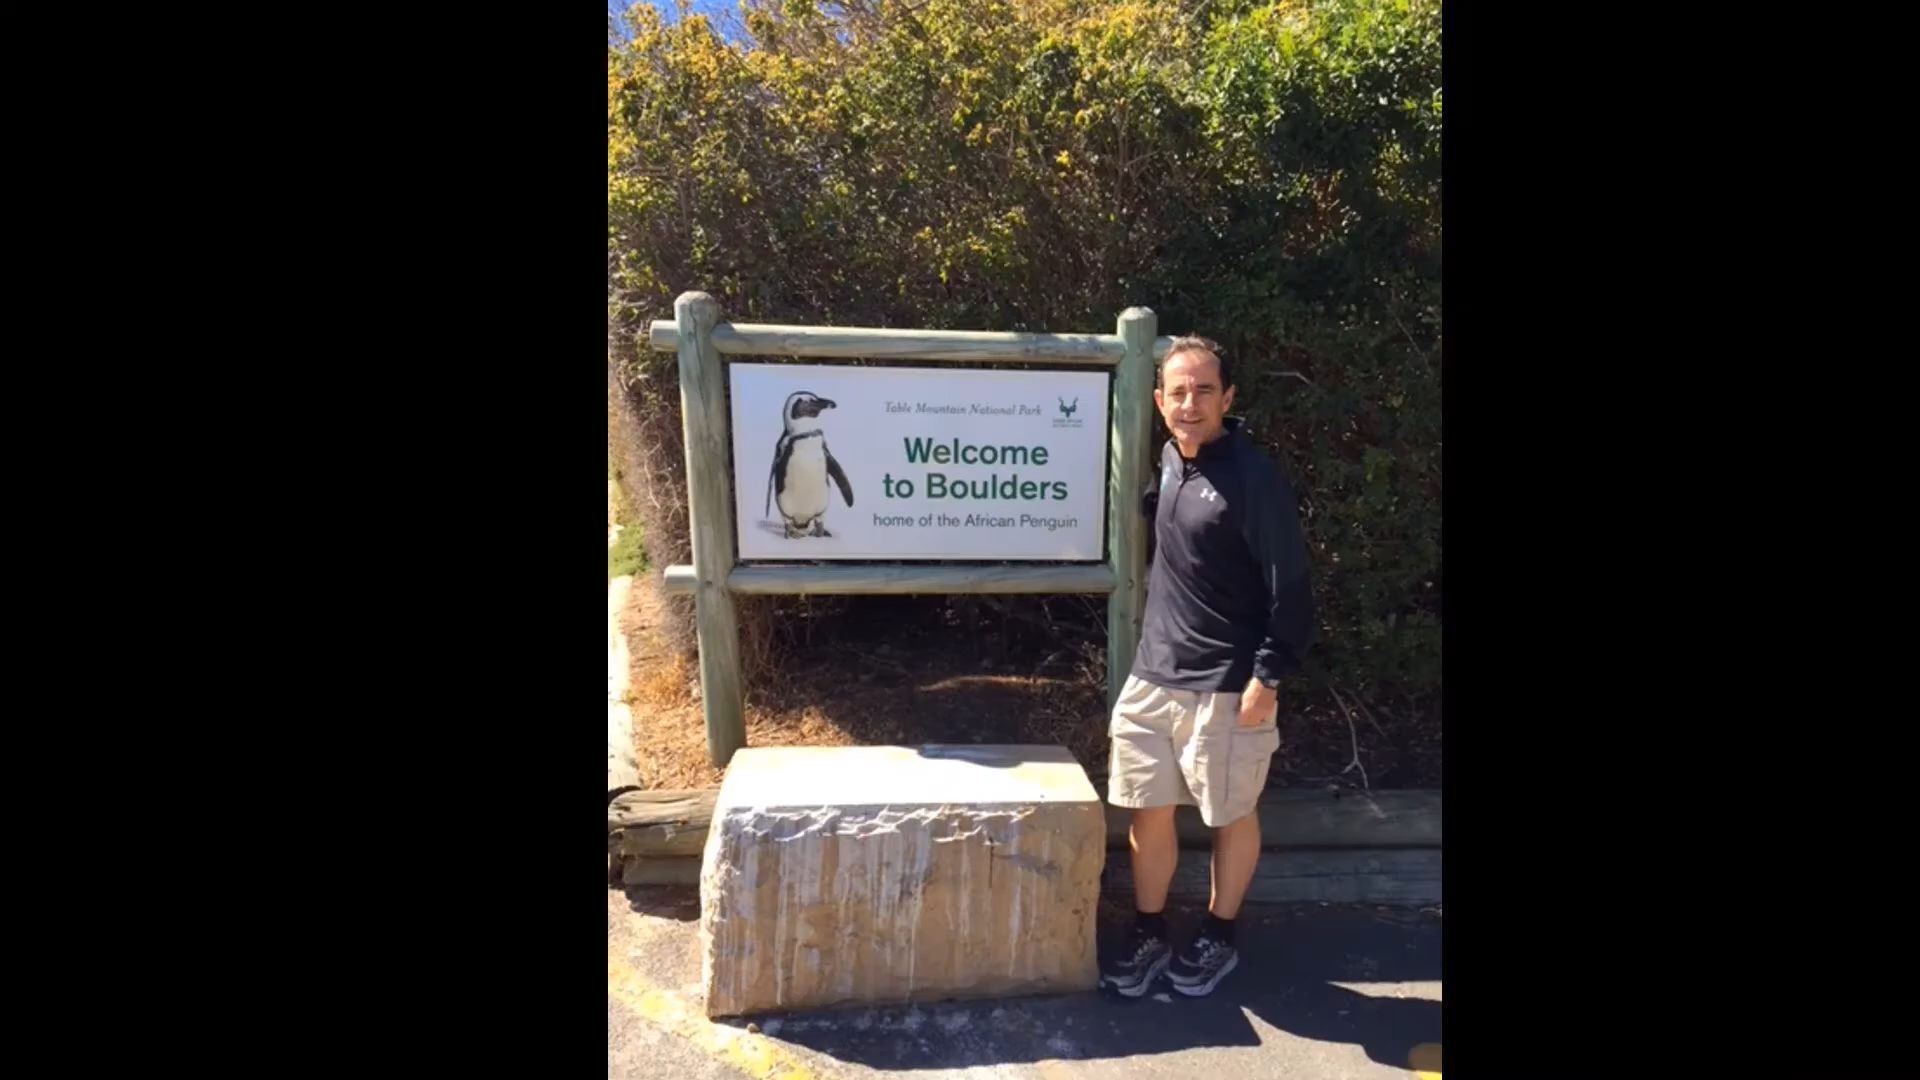 Table Mountain National Park
Welcome
to Boulders
home of the African Penguin